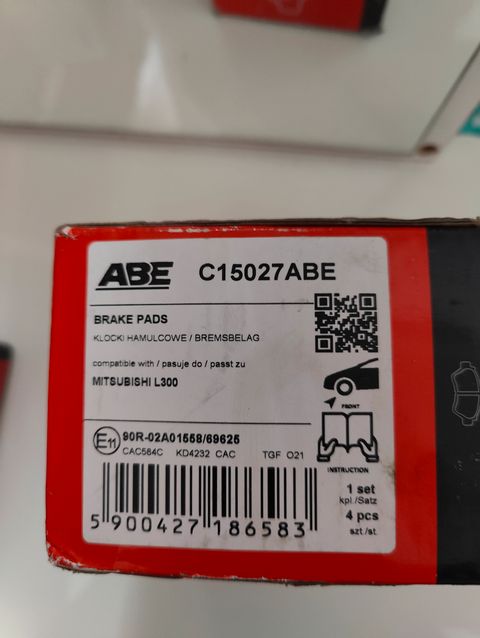 ABE C15027ABE
BRAKE PADS
KLOCKI HAMULCOWE / BREMSBELAG
compatible with / pasuje do / passt zu
MITSUBISHI L300
FRONT
E11 90R-02A01558/69625
CAC564C KD4232 CAC TGF O21
INSTRUCTION
1 set
kpl./Satz
4 pcs
szt./st.
5 900427 186583